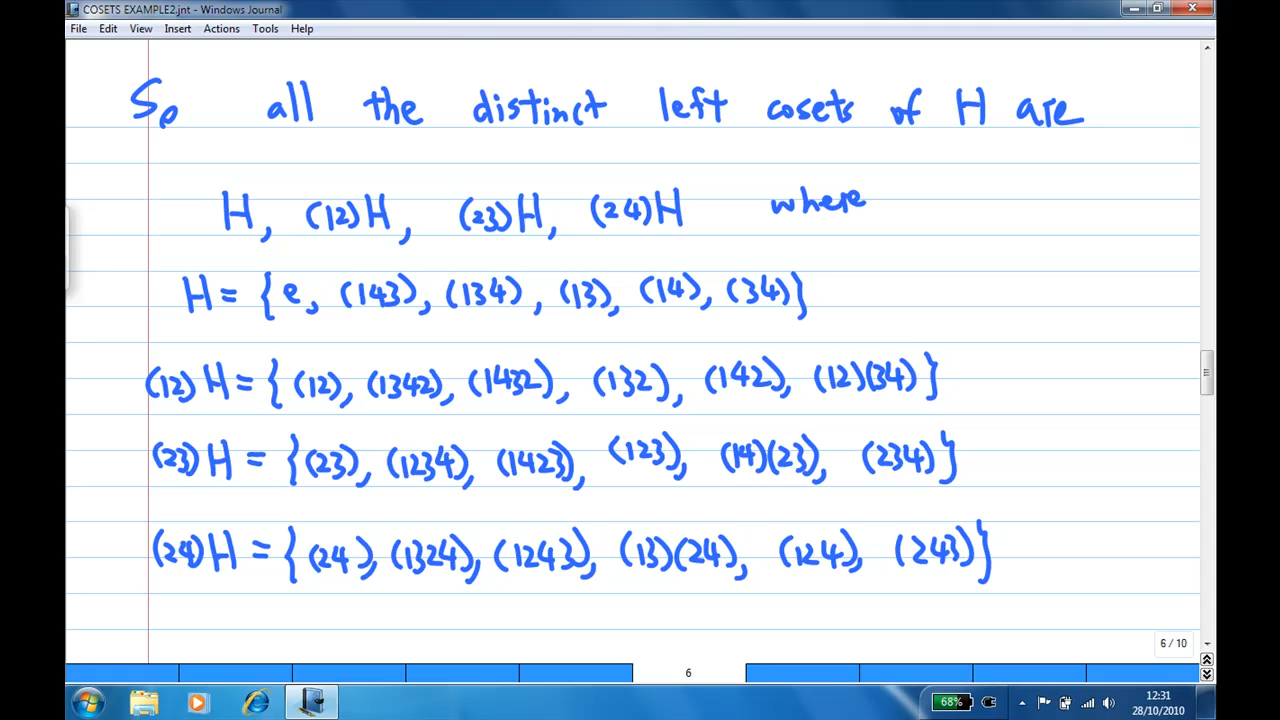 COSETS EXAMPLE2.jnt - Windows Journal
File Edit View Insert Actions Tools Help
So all the distinct left cosets of H are
H, (12)H, (23)H, (24)H where
H = {e, (143), (134), (13), (14), (34)}
(12)H = {(12), (1342), (1432), (132), (142), (12)(34)}
(23)H = {(23), (1234), (1423), (123), (14)(23), (234)}
(24)H = {(24), (1324), (1243), (13)(24), (124), (243)}
6 / 10
6
68%
12:31
28/10/2010